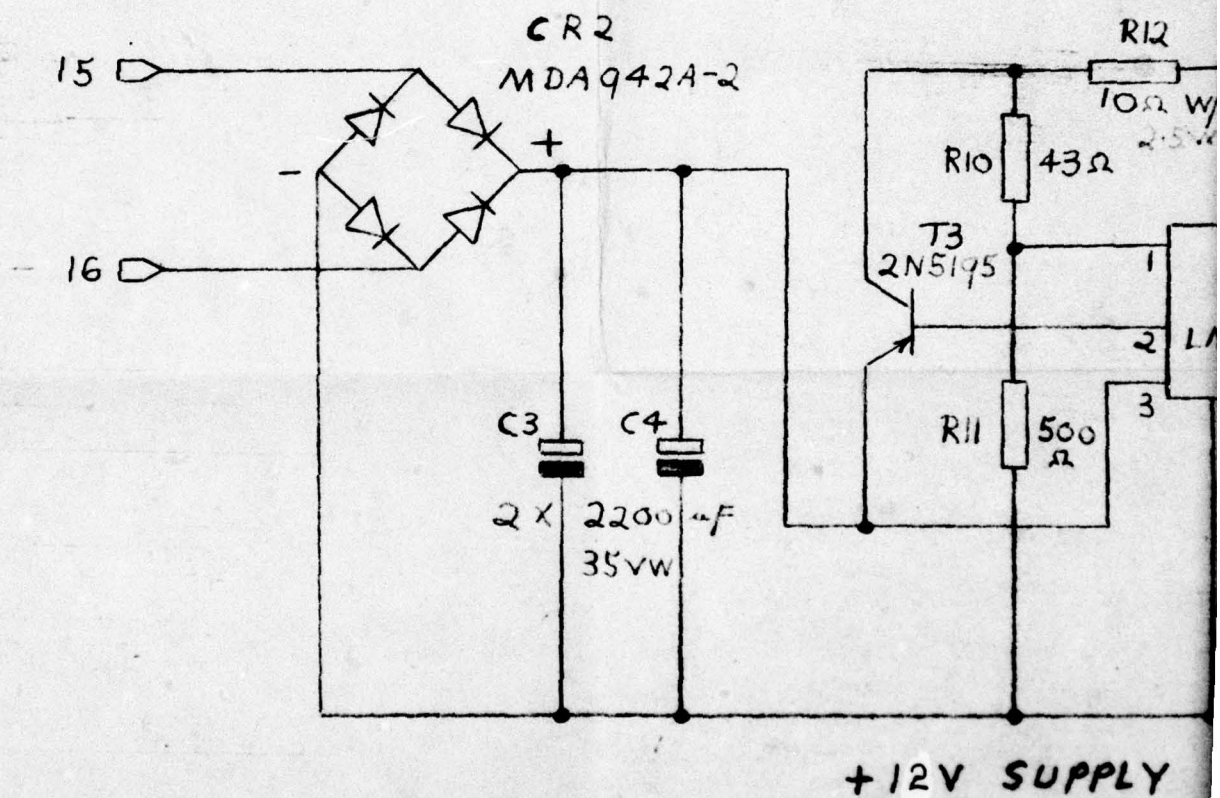 CR2
MDA942A-2
15
16
-
+
R12
10Ω
R10
43Ω
T3
2N5195
1
2
3
C3
C4
2 X 2200 uF
35VW
R11
500
Ω
+12V SUPPLY